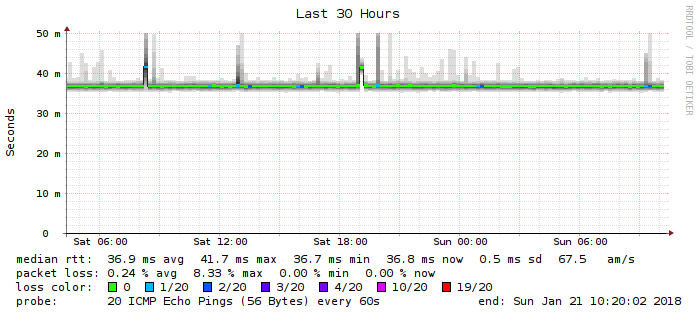 Last 30 Hours
RRDTOOL / TOBI OETIKER
Seconds
50 m
40 m
30 m
20 m
10 m
0
Sat 06:00 Sat 12:00 Sat 18:00 Sun 00:00 Sun 06:00
median rtt: 36.9 ms avg 41.7 ms max 36.7 ms min 36.8 ms now 0.5 ms sd 67.5 am/s
packet loss: 0.24 % avg 8.33 % max 0.00 % min 0.00 % now
loss color: 0 1/20 2/20 3/20 4/20 10/20 19/20
probe: 20 ICMP Echo Pings (56 Bytes) every 60s end: Sun Jan 21 10:20:02 2018